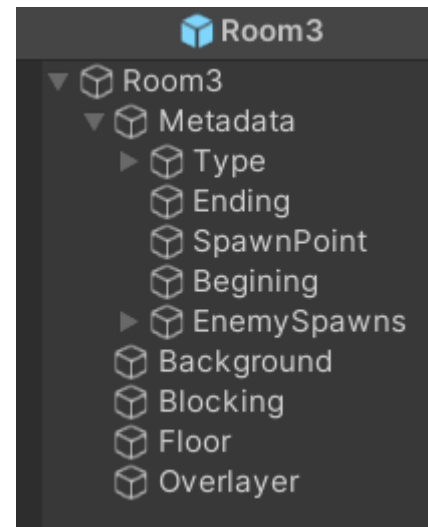 Room3
Room3
Metadata
Type
Ending
SpawnPoint
Begining
EnemySpawns
Background
Blocking
Floor
Overlayer